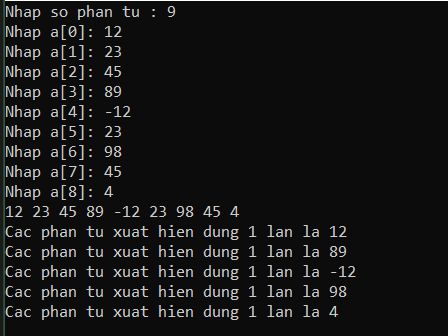 Nhap so phan tu : 9
Nhap a[0]: 12
Nhap a[1]: 23
Nhap a[2]: 45
Nhap a[3]: 89
Nhap a[4]: -12
Nhap a[5]: 23
Nhap a[6]: 98
Nhap a[7]: 45
Nhap a[8]: 4
12 23 45 89 -12 23 98 45 4
Cac phan tu xuat hien dung 1 lan la 12
Cac phan tu xuat hien dung 1 lan la 89
Cac phan tu xuat hien dung 1 lan la -12
Cac phan tu xuat hien dung 1 lan la 98
Cac phan tu xuat hien dung 1 lan la 4